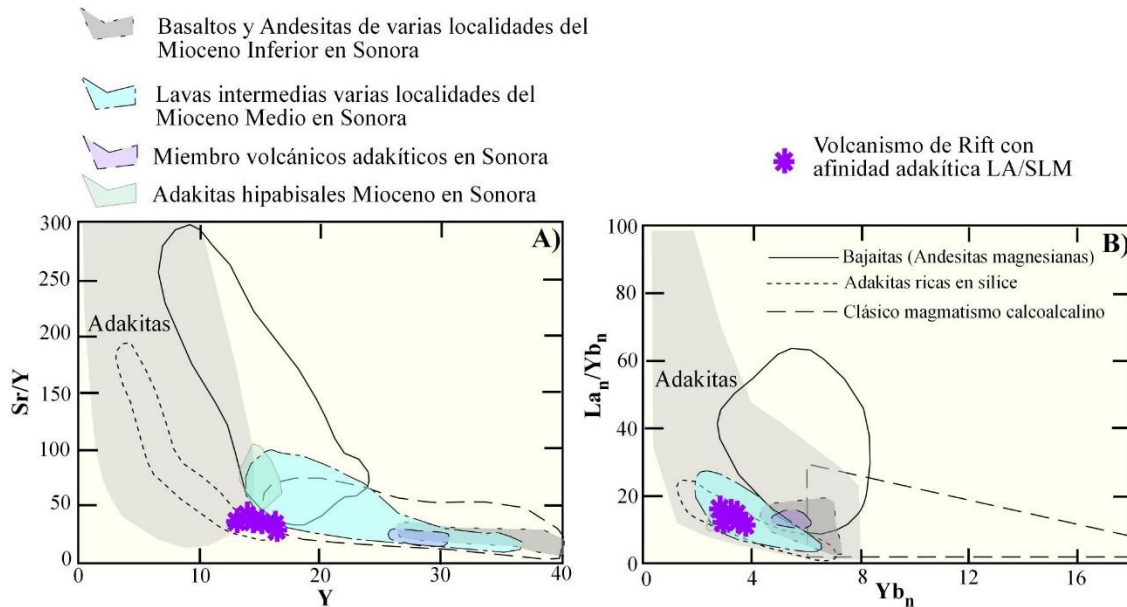 Basaltos y Andesitas de varias localidades del
Mioceno Inferior en Sonora
Lavas intermedias varias localidades del
Mioceno Medio en Sonora
Miembro volcánicos adakíticos en Sonora
Adakitas hipabisales Mioceno en Sonora
Volcanismo de Rift con
afinidad adakítica LA/SLM
A)
300
250
200
150
100
50
0
Sr/Y
Adakitas
0
10
20
30
40
Y
B)
100
80
60
40
20
0
Laₙ/Ybₙ
Bajaitas (Andesitas magnesianas)
Adakitas ricas en sílice
Clásico magmatismo calcoalcalino
Adakitas
0
4
8
12
16
Ybₙ